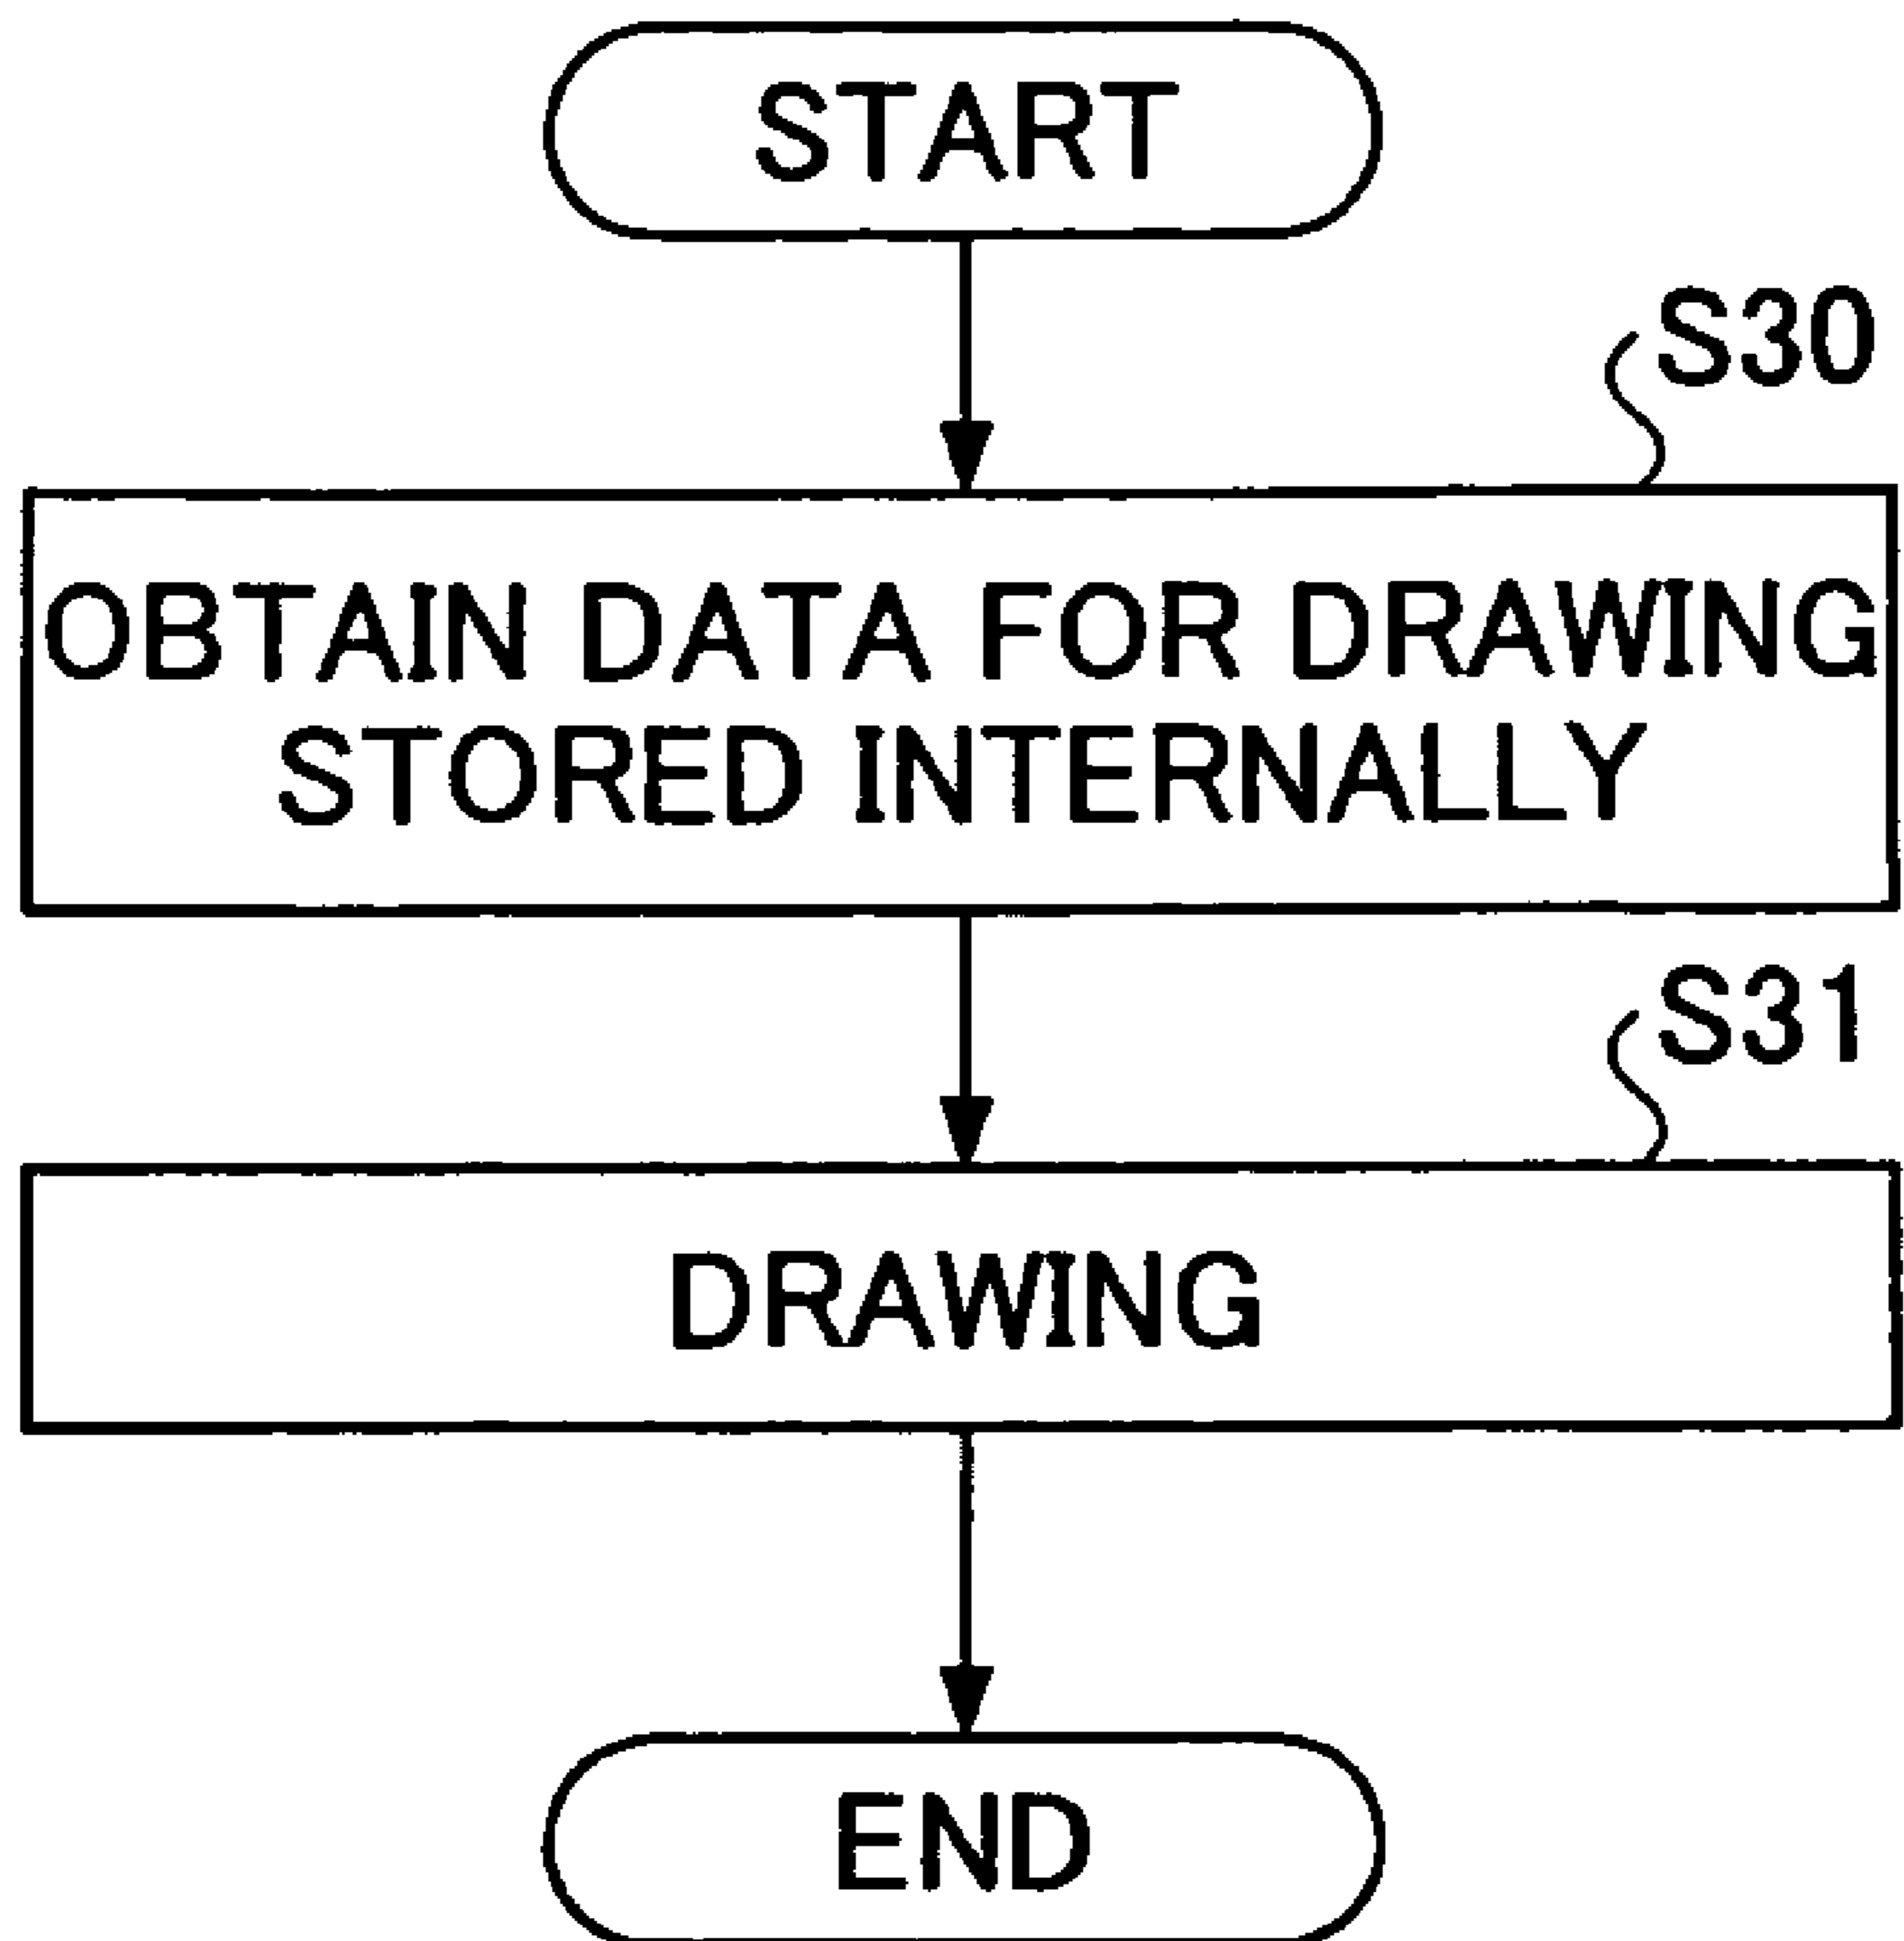 START
S30
OBTAIN DATA FOR DRAWING
STORED INTERNALLY
S31
DRAWING
END